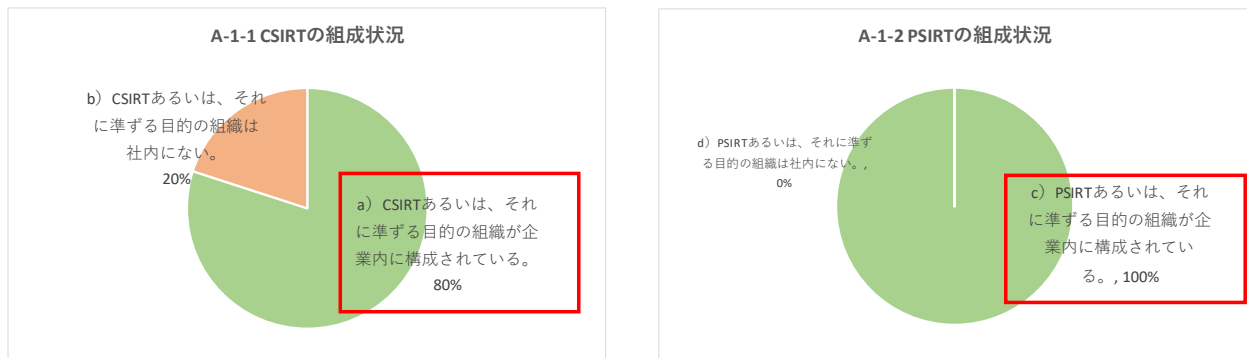 A-1-1 CSIRTの組成状況
b）CSIRTあるいは、それ
に準ずる目的の組織は
社内にない。
20%
a）CSIRTあるいは、それ
に準ずる目的の組織が企
業内に構成されている。
80%
A-1-2 PSIRTの組成状況
d）PSIRTあるいは、それに準ず
る目的の組織は社内にない。,
0%
c）PSIRTあるいは、それ
に準ずる目的の組織が企
業内に構成されてい
る。, 100%